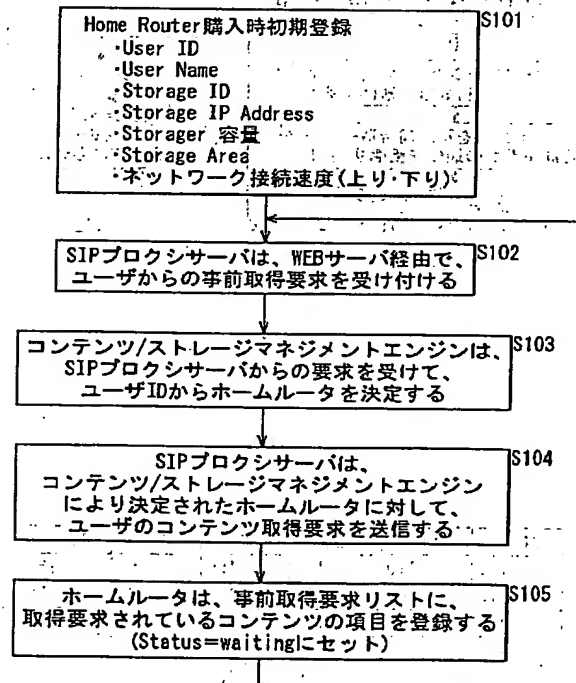 Home Router購入時初期登録
・User ID
・User Name
・Storage ID
・Storage IP Address
・Storager 容量
・Storage Area
・ネットワーク接続速度(上り・下り)
S101
SIPプロクシサーバは、WEBサーバ経由で、
ユーザからの事前取得要求を受け付ける
S102
コンテンツ/ストレージマネジメントエンジンは、
SIPプロクシサーバからの要求を受けて、
ユーザIDからホームルータを決定する
S103
SIPプロクシサーバは、
コンテンツ/ストレージマネジメントエンジン
により決定されたホームルータに対して、
ユーザのコンテンツ取得要求を送信する
S104
ホームルータは、事前取得要求リストに、
取得要求されているコンテンツの項目を登録する
(Status=waitingにセット)
S105